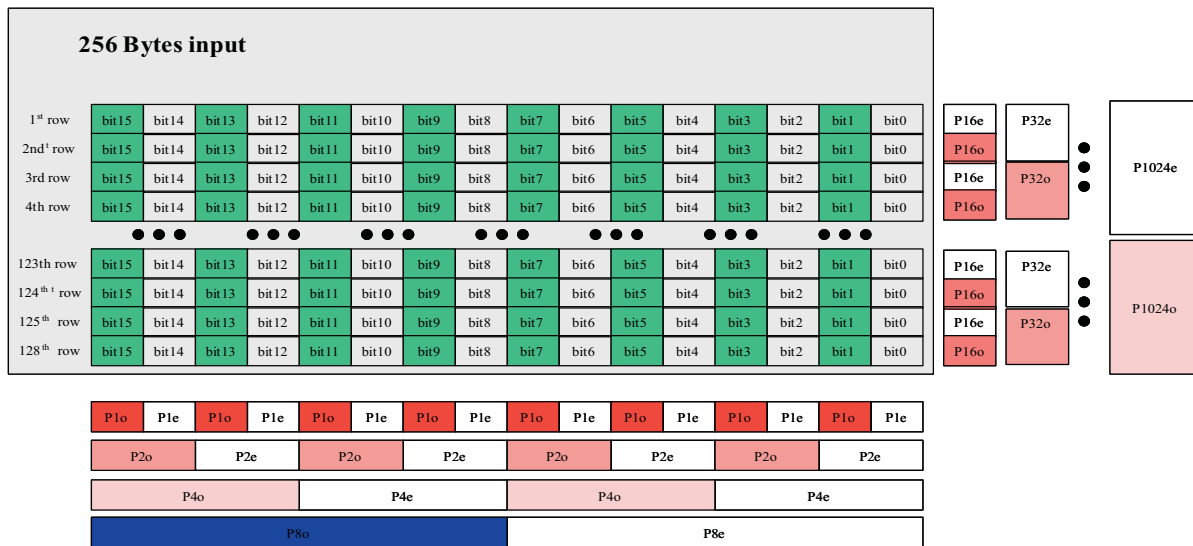 256 Bytes input
1st row bit15 bit14 bit13 bit12 bit11 bit10 bit9 bit8 bit7 bit6 bit5 bit4 bit3 bit2 bit1 bit0 P16e P32e
2nd t row bit15 bit14 bit13 bit12 bit11 bit10 bit9 bit8 bit7 bit6 bit5 bit4 bit3 bit2 bit1 bit0 P16o
3rd row bit15 bit14 bit13 bit12 bit11 bit10 bit9 bit8 bit7 bit6 bit5 bit4 bit3 bit2 bit1 bit0 P16e P32o P1024e
4th row bit15 bit14 bit13 bit12 bit11 bit10 bit9 bit8 bit7 bit6 bit5 bit4 bit3 bit2 bit1 bit0 P16o
123th row bit15 bit14 bit13 bit12 bit11 bit10 bit9 bit8 bit7 bit6 bit5 bit4 bit3 bit2 bit1 bit0 P16e P32e
124th t row bit15 bit14 bit13 bit12 bit11 bit10 bit9 bit8 bit7 bit6 bit5 bit4 bit3 bit2 bit1 bit0 P16o
125th row bit15 bit14 bit13 bit12 bit11 bit10 bit9 bit8 bit7 bit6 bit5 bit4 bit3 bit2 bit1 bit0 P16e P32o P1024o
128th row bit15 bit14 bit13 bit12 bit11 bit10 bit9 bit8 bit7 bit6 bit5 bit4 bit3 bit2 bit1 bit0 P16o
P1o P1e P1o P1e P1o P1e P1o P1e P1o P1e P1o P1e P1o P1e P1o P1e
P2o P2e P2o P2e P2o P2e P2o P2e
P4o P4e P4o P4e
P8o P8e